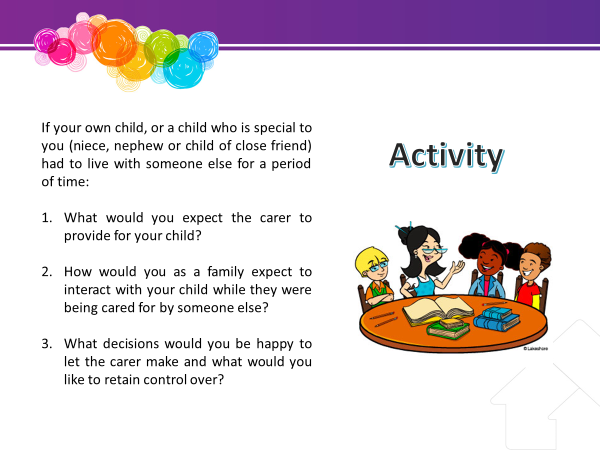 If your own child, or a child who is special to
you (niece, nephew or child of close friend)
had to live with someone else for a period
of time:
1. What would you expect the carer to
provide for your child?
2. How would you as a family expect to
interact with your child while they were
being cared for by someone else?
3. What decisions would you be happy to
let the carer make and what would you
like to retain control over?
Activity
© Lakeshore